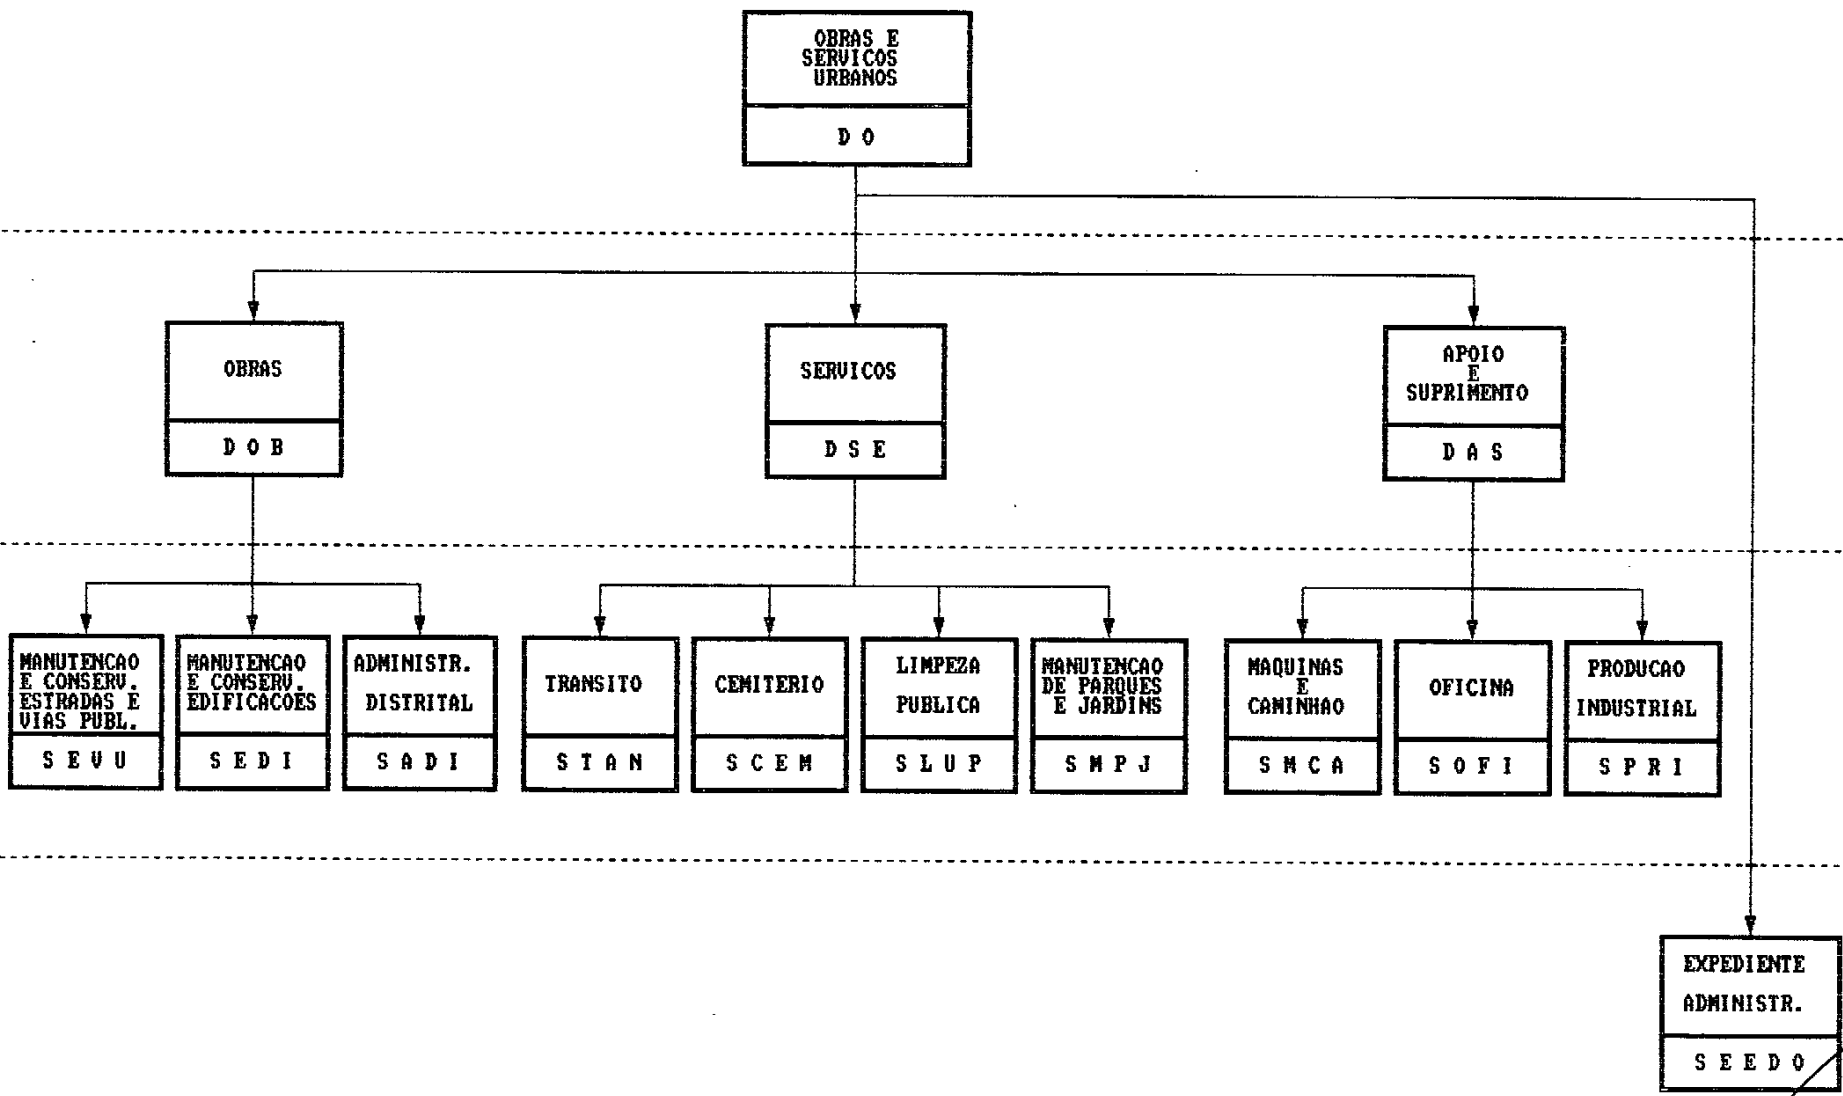 OBRAS E
SERVICOS
URBANOS
D O
OBRAS
D O B
SERVICOS
D S E
APOIO
E
SUPRIMENTO
D A S
MANUTENCAO
E CONSERV.
ESTRADAS E
VIAS PUBL.
S E V U
MANUTENCAO
E CONSERV.
EDIFICACOES
S E D I
ADMINISTR.
DISTRITAL
S A D I
TRANSITO
S T A N
CEMITERIO
S C E M
LIMPEZA
PUBLICA
S L U P
MANUTENCAO
DE PARQUES
E JARDINS
S M P J
MAQUINAS
E
CAMINHAO
S M C A
OFICINA
S O F I
PRODUCAO
INDUSTRIAL
S P R I
EXPEDIENTE
ADMINISTR.
S E E D O